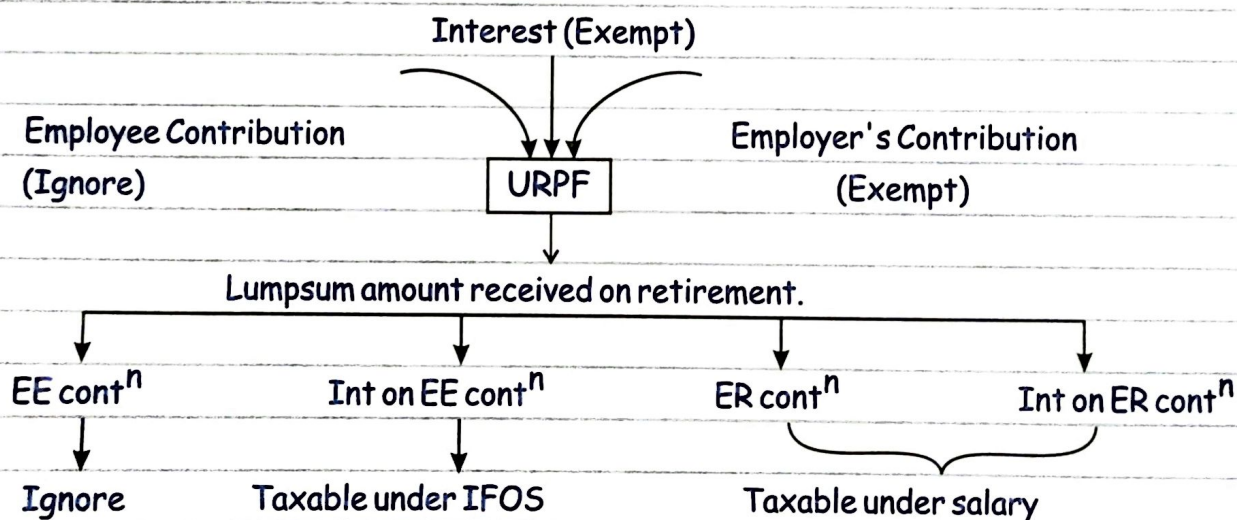 Interest (Exempt)
Employee Contribution
(Ignore)
Employer's Contribution
(Exempt)
URPF
Lumpsum amount received on retirement.
EE contⁿ Int on EE contⁿ ER contⁿ Int on ER contⁿ
Ignore Taxable under IFOS Taxable under salary